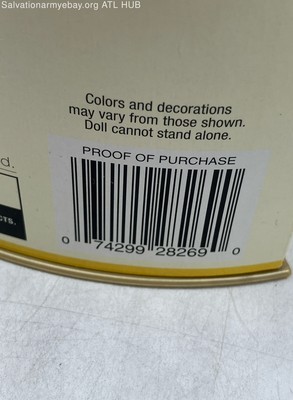 Salvationarmyebay.org ATL HUB
Colors and decorations
may vary from those shown.
Doll cannot stand alone.
d.
PROOF OF PURCHASE
CTS.
0 74299 28269 0